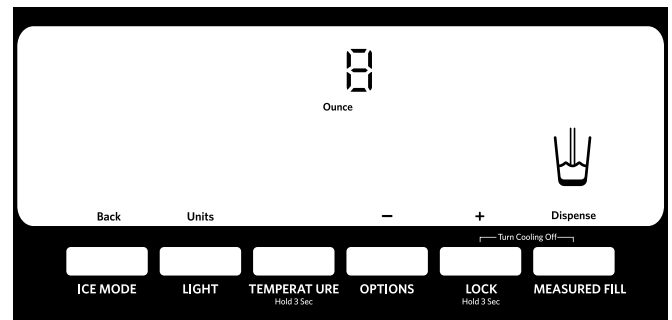 8
Ounce
Back Units – + Dispense
Turn Cooling Off
ICE MODE LIGHT TEMPERAT URE OPTIONS LOCK MEASURED FILL
Hold 3 Sec Hold 3 Sec